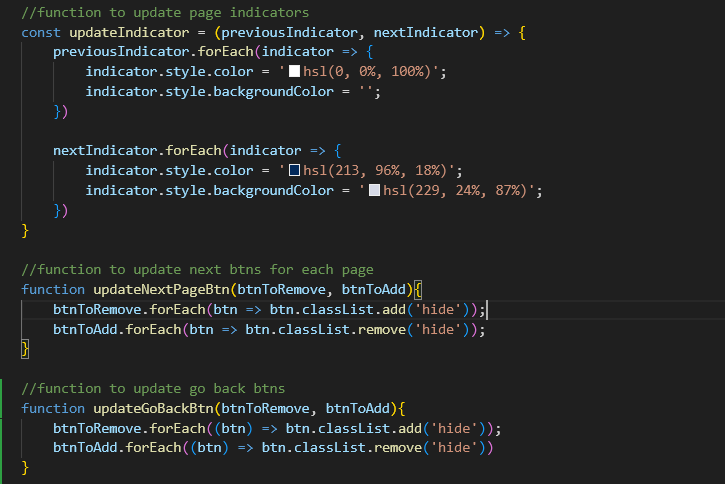 //function to update page indicators
const updateIndicator = (previousIndicator, nextIndicator) => {
    previousIndicator.forEach(indicator => {
        indicator.style.color = 'hsl(0, 0%, 100%)';
        indicator.style.backgroundColor = '';
    })
    nextIndicator.forEach(indicator => {
        indicator.style.color = 'hsl(213, 96%, 18%)';
        indicator.style.backgroundColor = 'hsl(229, 24%, 87%)';
    })
}
//function to update next btns for each page
function updateNextPageBtn(btnToRemove, btnToAdd){
    btnToRemove.forEach(btn => btn.classList.add('hide'));
    btnToAdd.forEach(btn => btn.classList.remove('hide'));
}
//function to update go back btns
function updateGoBackBtn(btnToRemove, btnToAdd){
    btnToRemove.forEach((btn) => btn.classList.add('hide'));
    btnToAdd.forEach((btn) => btn.classList.remove('hide'))
}